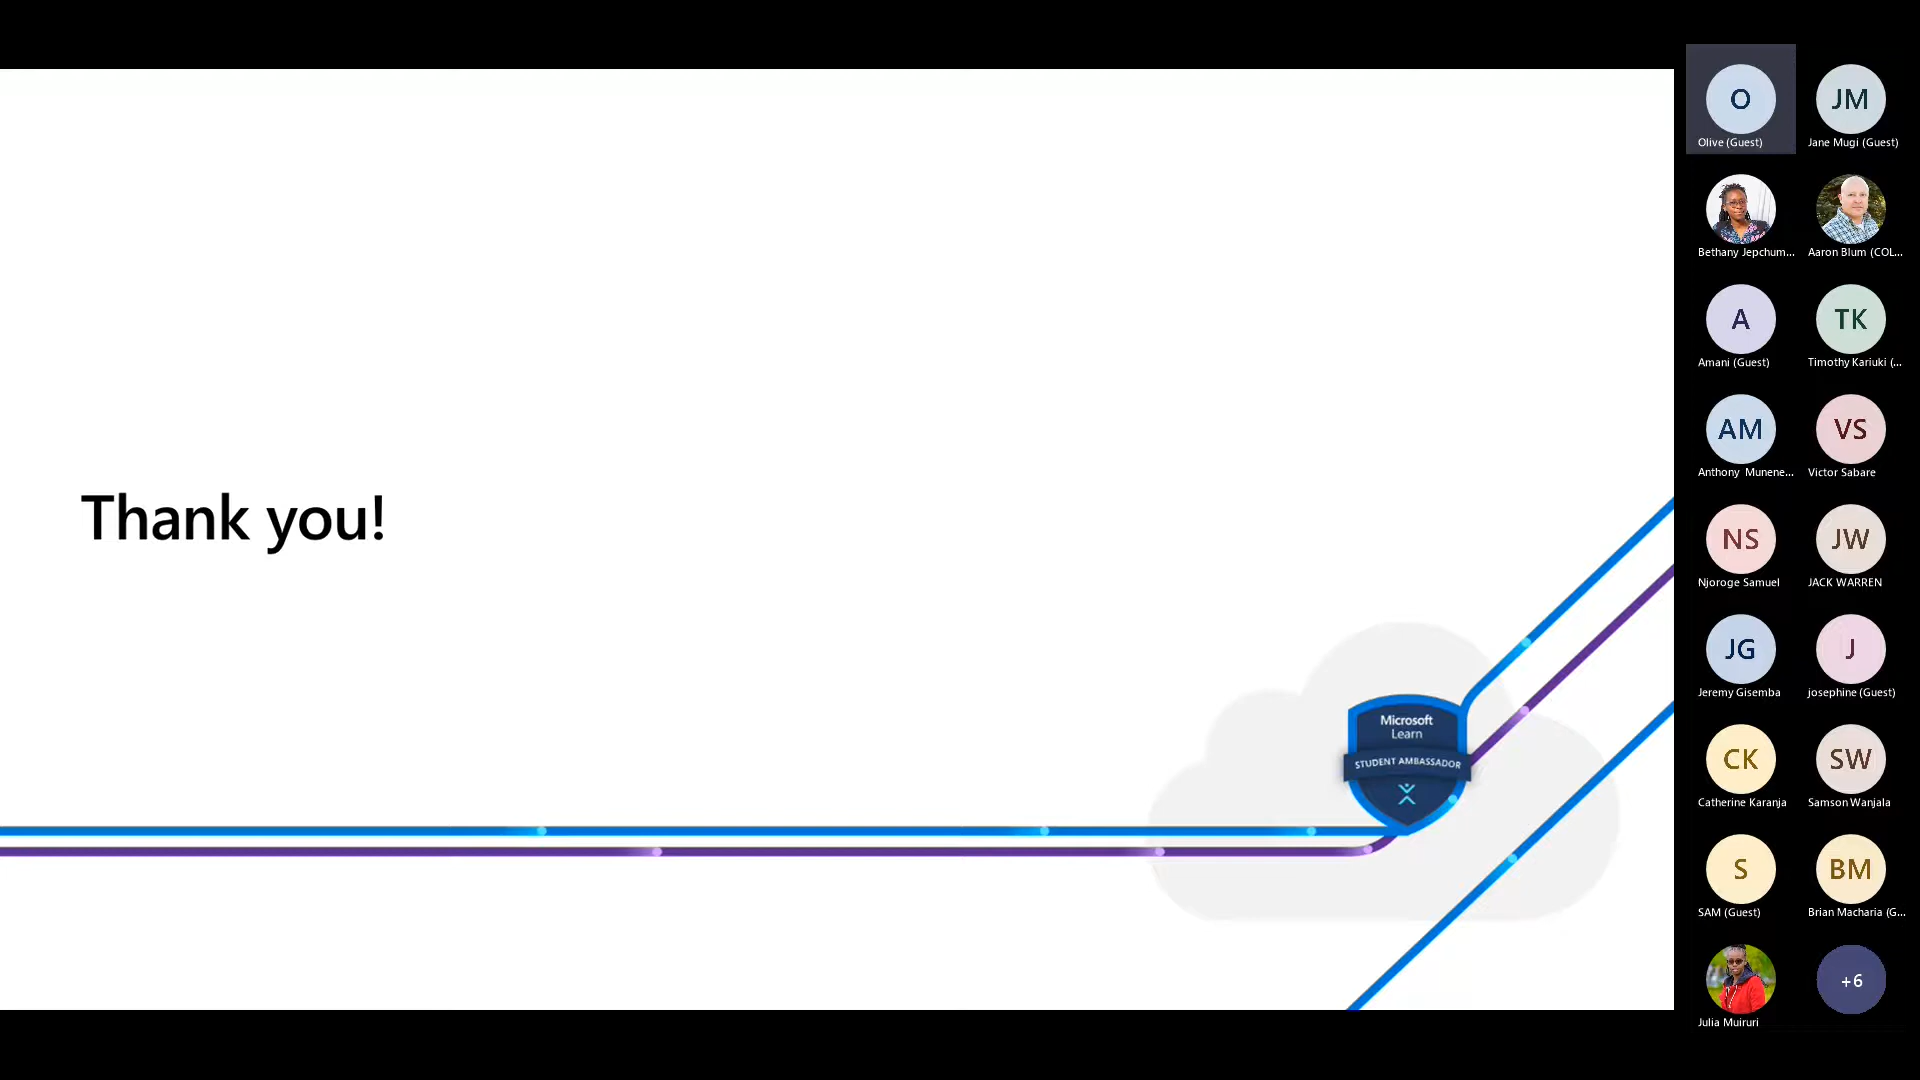 Thank you!
Microsoft
Learn
STUDENT AMBASSADOR
O
Olive (Guest)
JM
Jane Mugi (Guest)
Bethany Jepchum...
Aaron Blum (COL...
A
Amani (Guest)
TK
Timothy Kariuki (...
AM
Anthony Munene...
VS
Victor Sabare
NS
Njoroge Samuel
JW
JACK WARREN
JG
Jeremy Gisemba
J
josephine (Guest)
CK
Catherine Karanja
SW
Samson Wanjala
S
SAM (Guest)
BM
Brian Macharia (G...
Julia Muiruri
+6